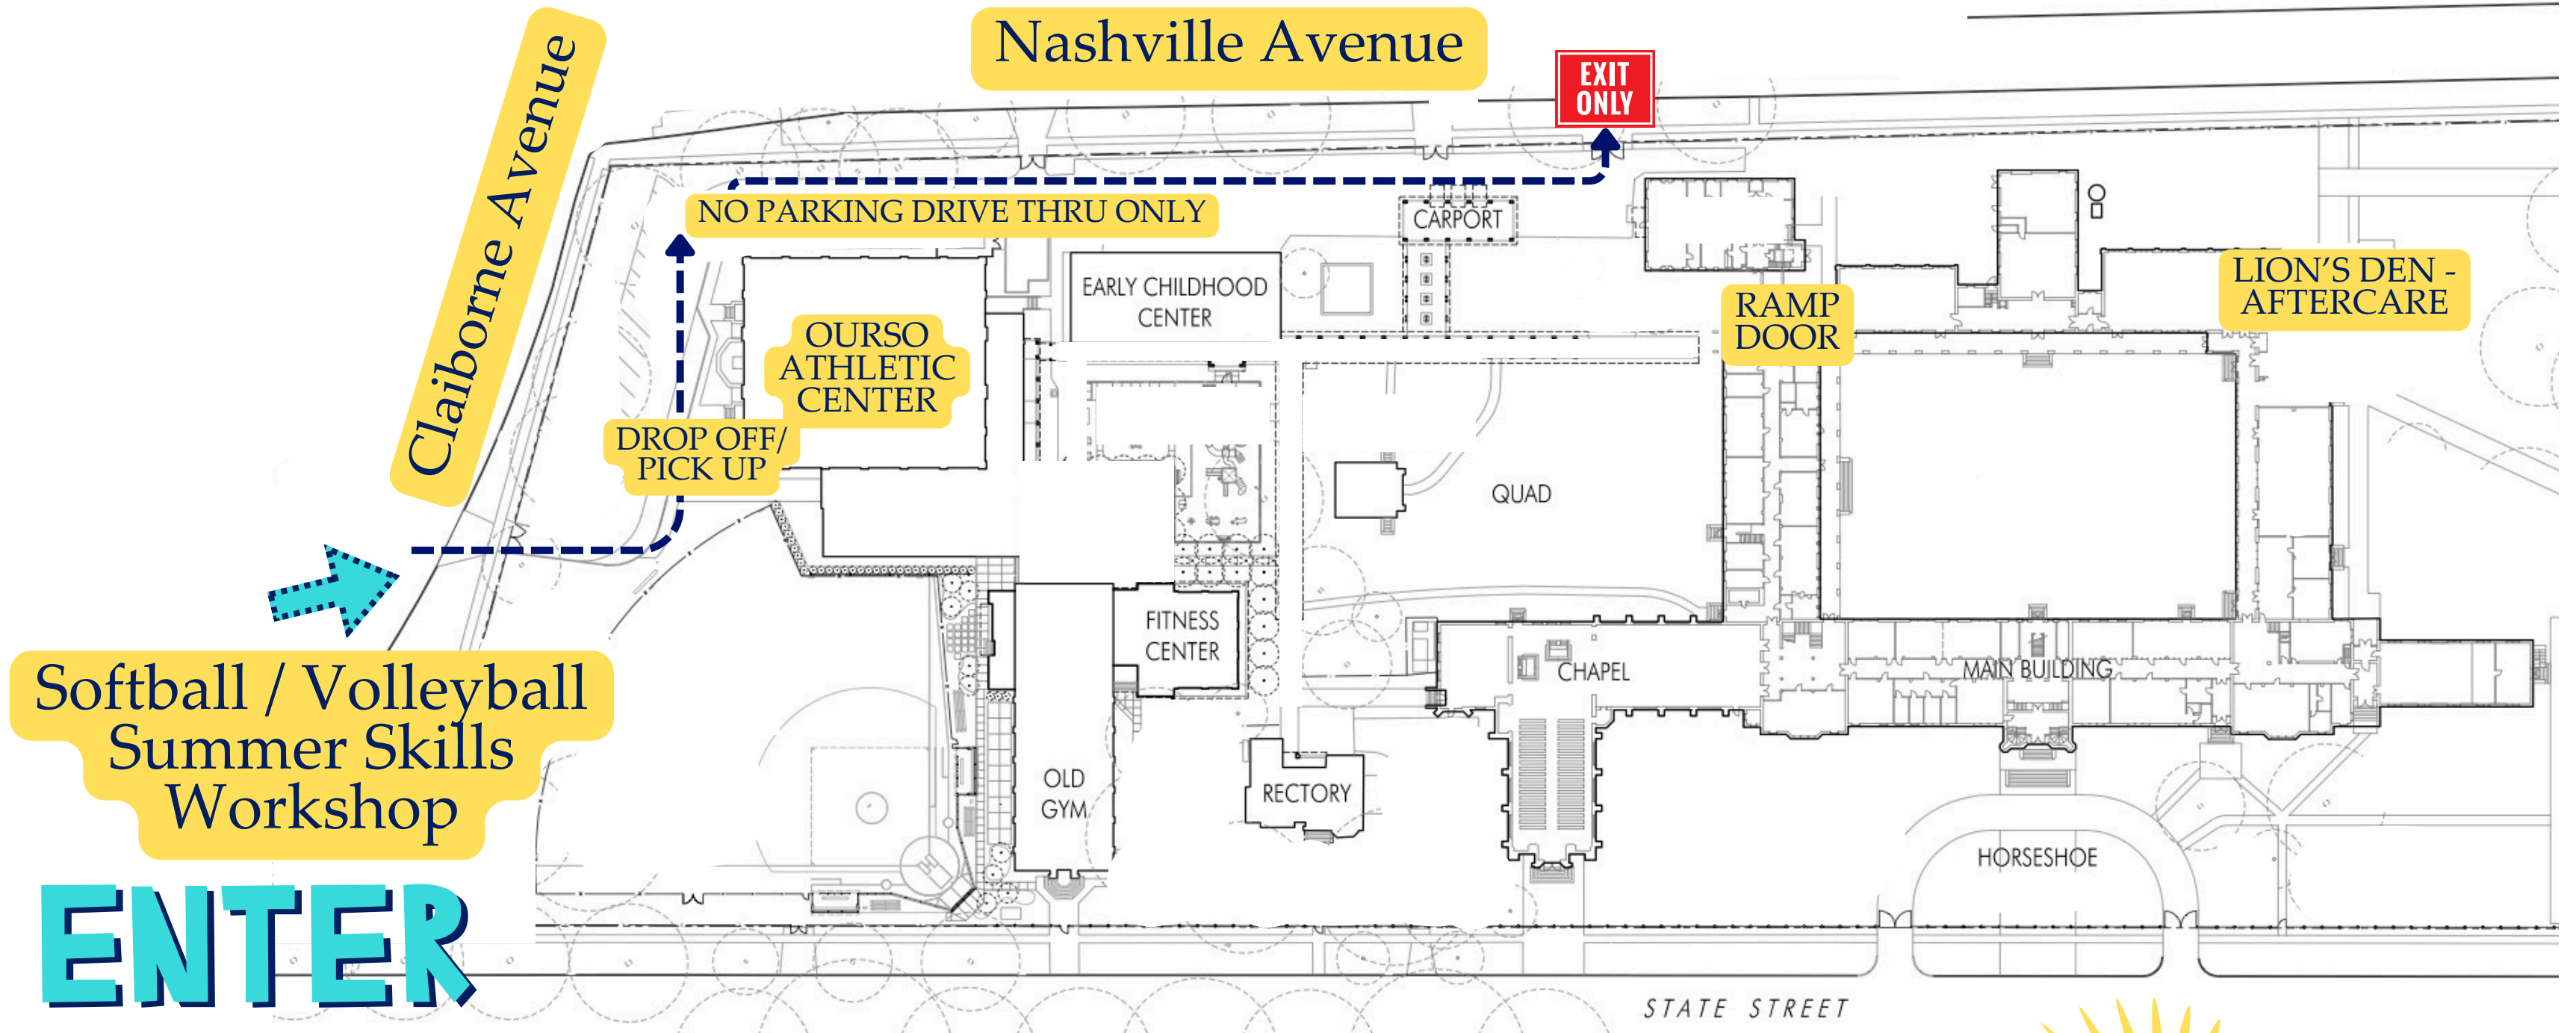 Nashville Avenue
EXIT
ONLY
Claiborne Avenue
NO PARKING DRIVE THRU ONLY
CARPORT
EARLY CHILDHOOD
CENTER
LION'S DEN -
AFTERCARE
RAMP
DOOR
OURSO
ATHLETIC
CENTER
DROP OFF/
PICK UP
QUAD
FITNESS
CENTER
CHAPEL
MAIN BUILDING
Softball / Volleyball
Summer Skills
Workshop
OLD
GYM
RECTORY
HORSESHOE
ENTER
STATE STREET